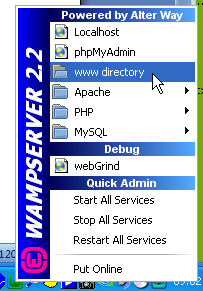 Powered by Alter Way
Localhost
phpMyAdmin
www directory
Apache
PHP
MySQL
Debug
webGrind
Quick Admin
Start All Services
Stop All Services
Restart All Services
Put Online
WAMPSERVER 2.2